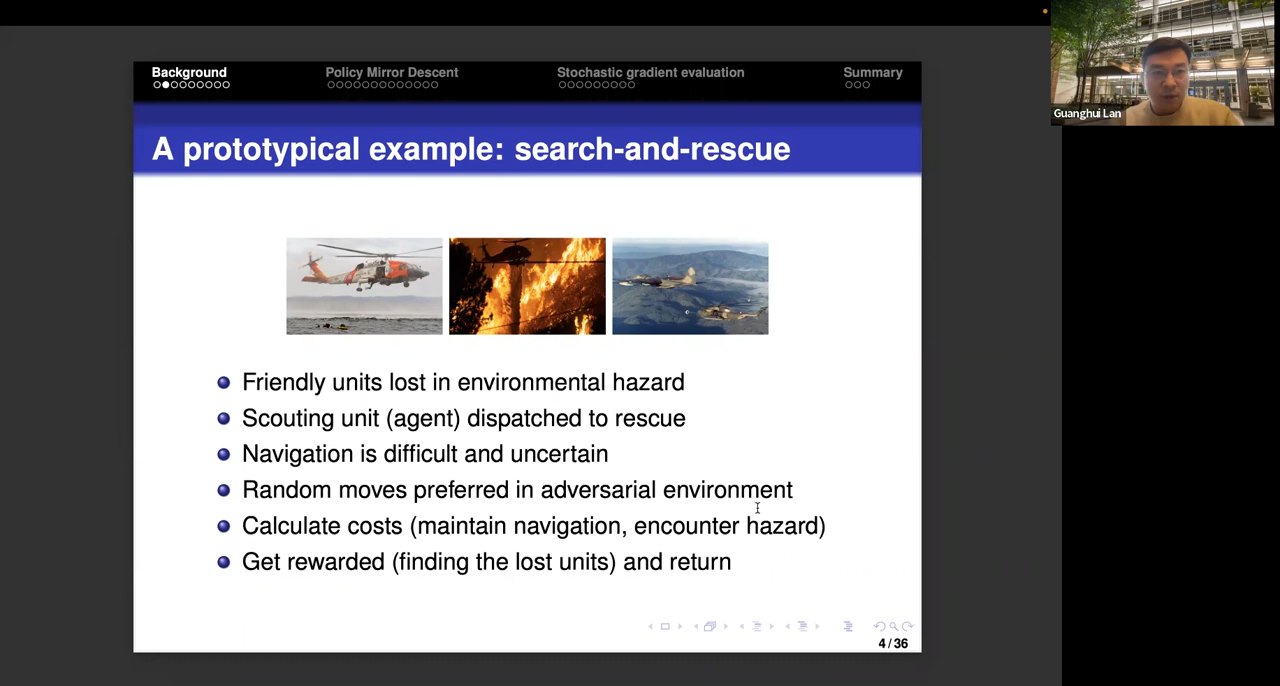 Background
Policy Mirror Descent
Stochastic gradient evaluation
Summary
Guanghui Lan
A prototypical example: search-and-rescue
Friendly units lost in environmental hazard
Scouting unit (agent) dispatched to rescue
Navigation is difficult and uncertain
Random moves preferred in adversarial environment
Calculate costs (maintain navigation, encounter hazard)
Get rewarded (finding the lost units) and return
4 / 36